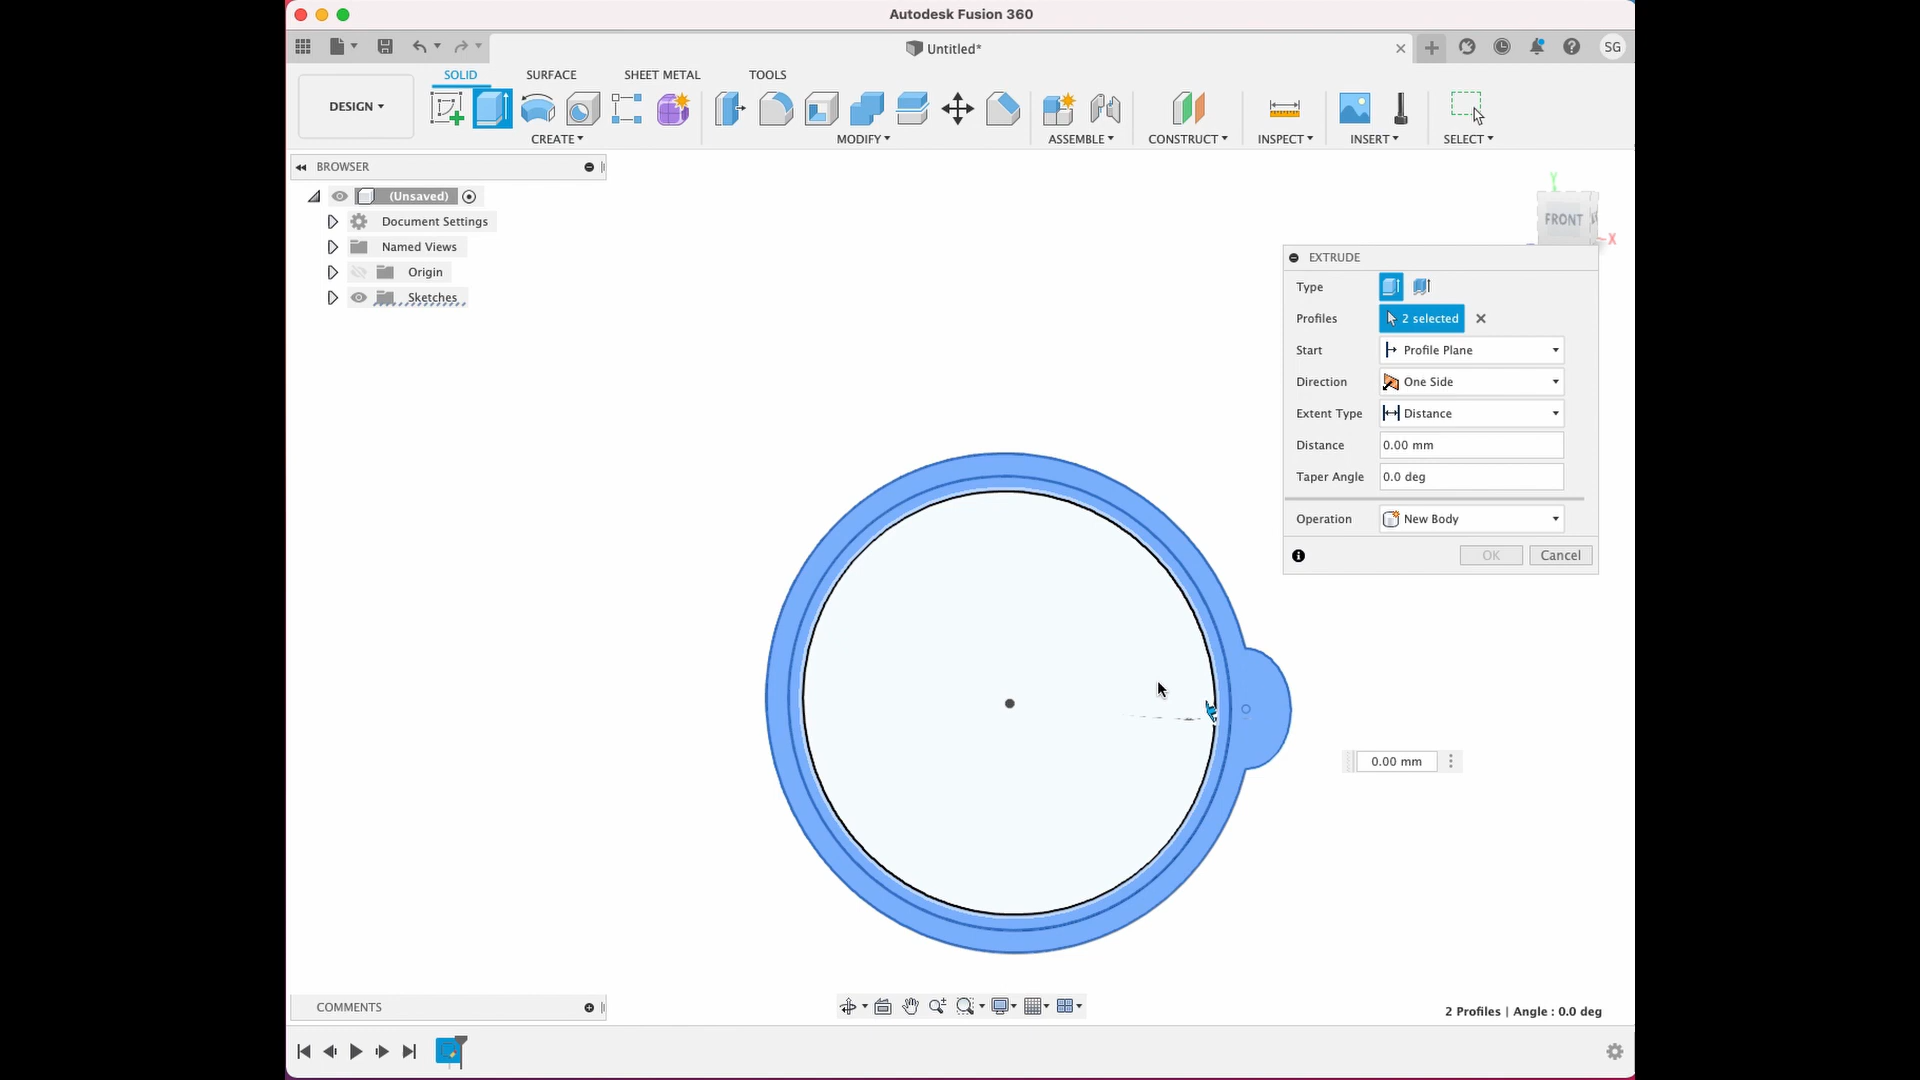 Autodesk Fusion 360
Untitled*
SG
DESIGN
SOLID SURFACE SHEET METAL TOOLS
CREATE MODIFY ASSEMBLE CONSTRUCT INSPECT INSERT SELECT
BROWSER
(Unsaved)
Document Settings
Named Views
Origin
Sketches
Y
FRONT
X
EXTRUDE
Type
Profiles 2 selected
Start Profile Plane
Direction One Side
Extent Type Distance
Distance 0.00 mm
Taper Angle 0.0 deg
Operation New Body
OK Cancel
0.00 mm
COMMENTS
2 Profiles | Angle : 0.0 deg